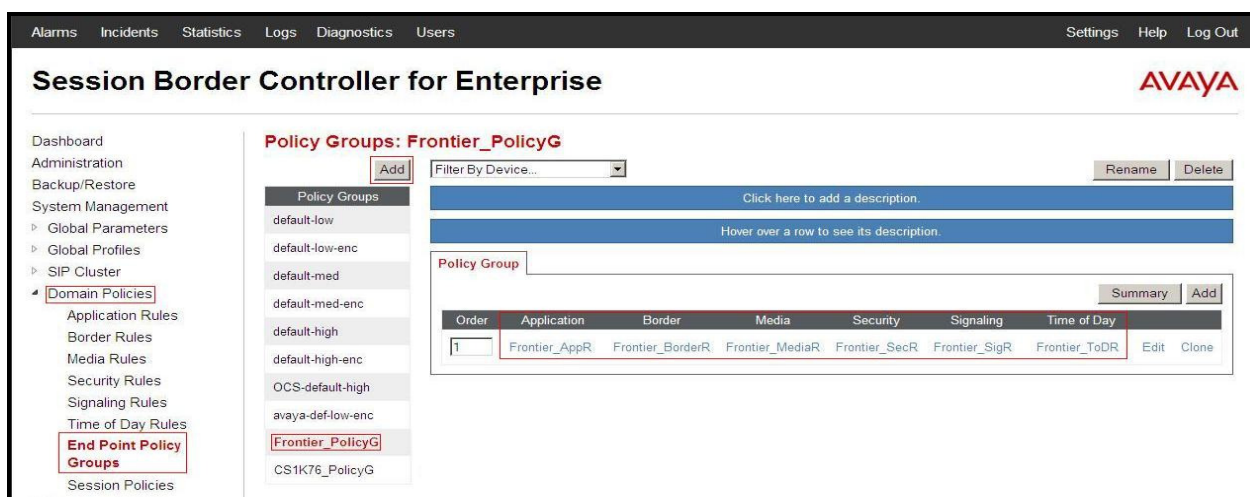 Alarms Incidents Statistics Logs Diagnostics Users Settings Help Log Out
Session Border Controller for Enterprise
AVAYA
Dashboard
Administration
Backup/Restore
System Management
Global Parameters
Global Profiles
SIP Cluster
Domain Policies
Application Rules
Border Rules
Media Rules
Security Rules
Signaling Rules
Time of Day Rules
End Point Policy
Groups
Session Policies
Policy Groups: Frontier_PolicyG
Add
Policy Groups
default-low
default-low-enc
default-med
default-med-enc
default-high
default-high-enc
OCS-default-high
avaya-def-low-enc
Frontier_PolicyG
CS1K76_PolicyG
Filter By Device...
Rename Delete
Click here to add a description.
Hover over a row to see its description.
Policy Group
Summary Add
Order Application Border Media Security Signaling Time of Day
1 Frontier_AppR Frontier_BorderR Frontier_MediaR Frontier_SecR Frontier_SigR Frontier_ToDR Edit Clone